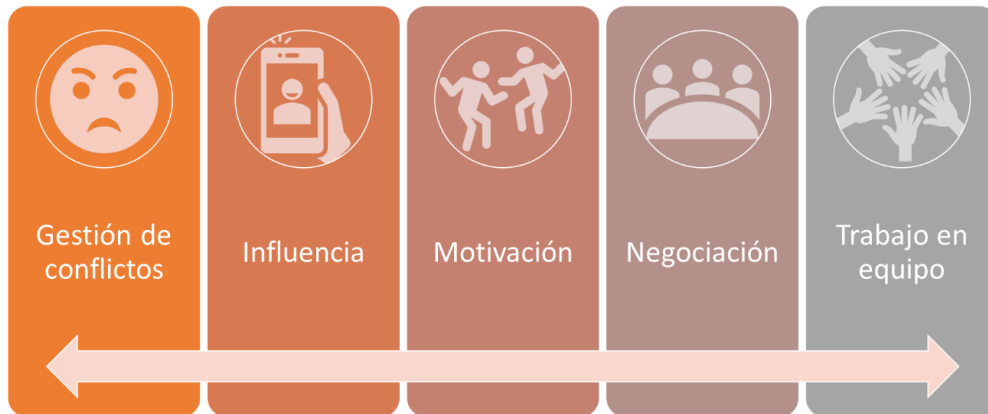 Gestión de
conflictos
Influencia
Motivación
Negociación
Trabajo en
equipo